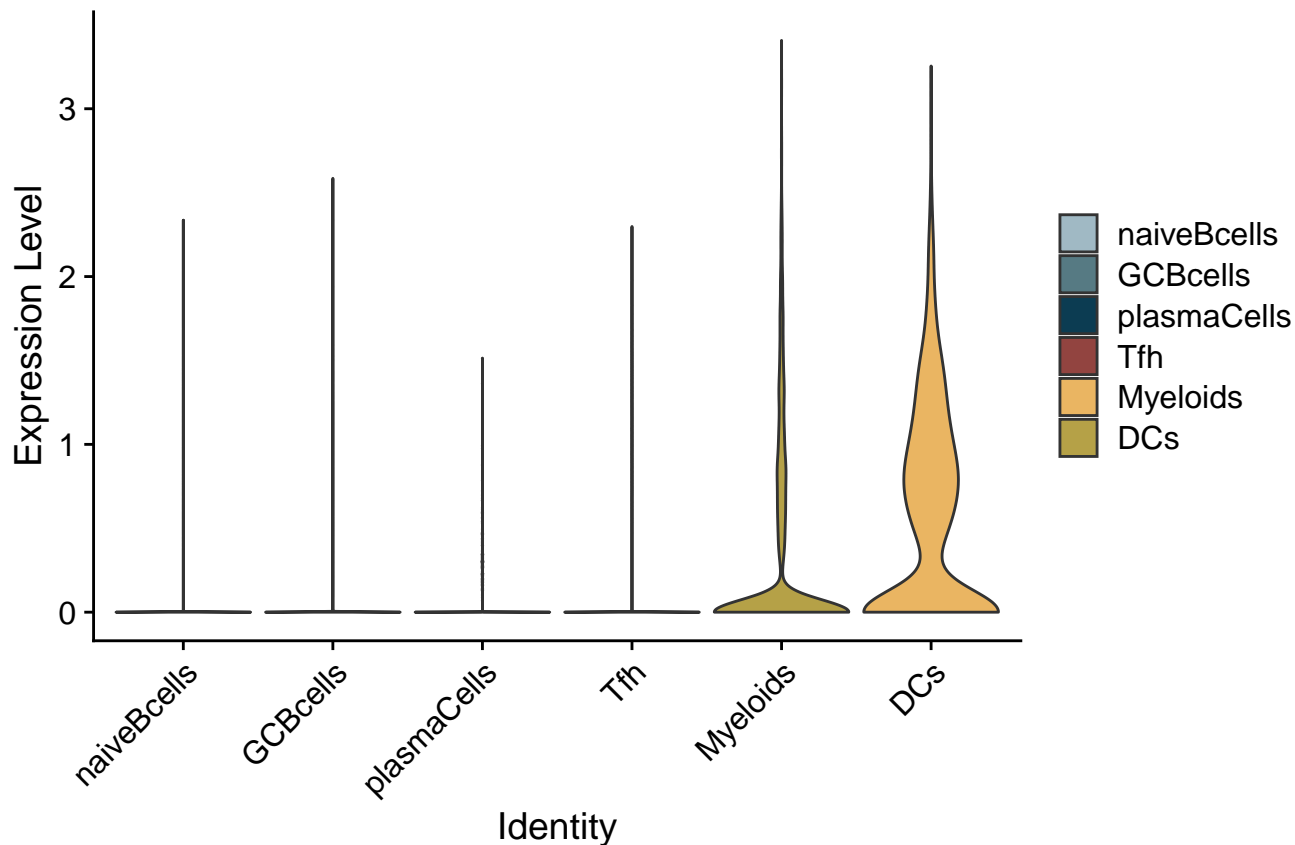 Expression Level
3
2
1
0
naiveBcells
GCBcells
plasmaCells
Tfh
Myeloids
DCs
Identity
naiveBcells
GCBcells
plasmaCells
Tfh
Myeloids
DCs